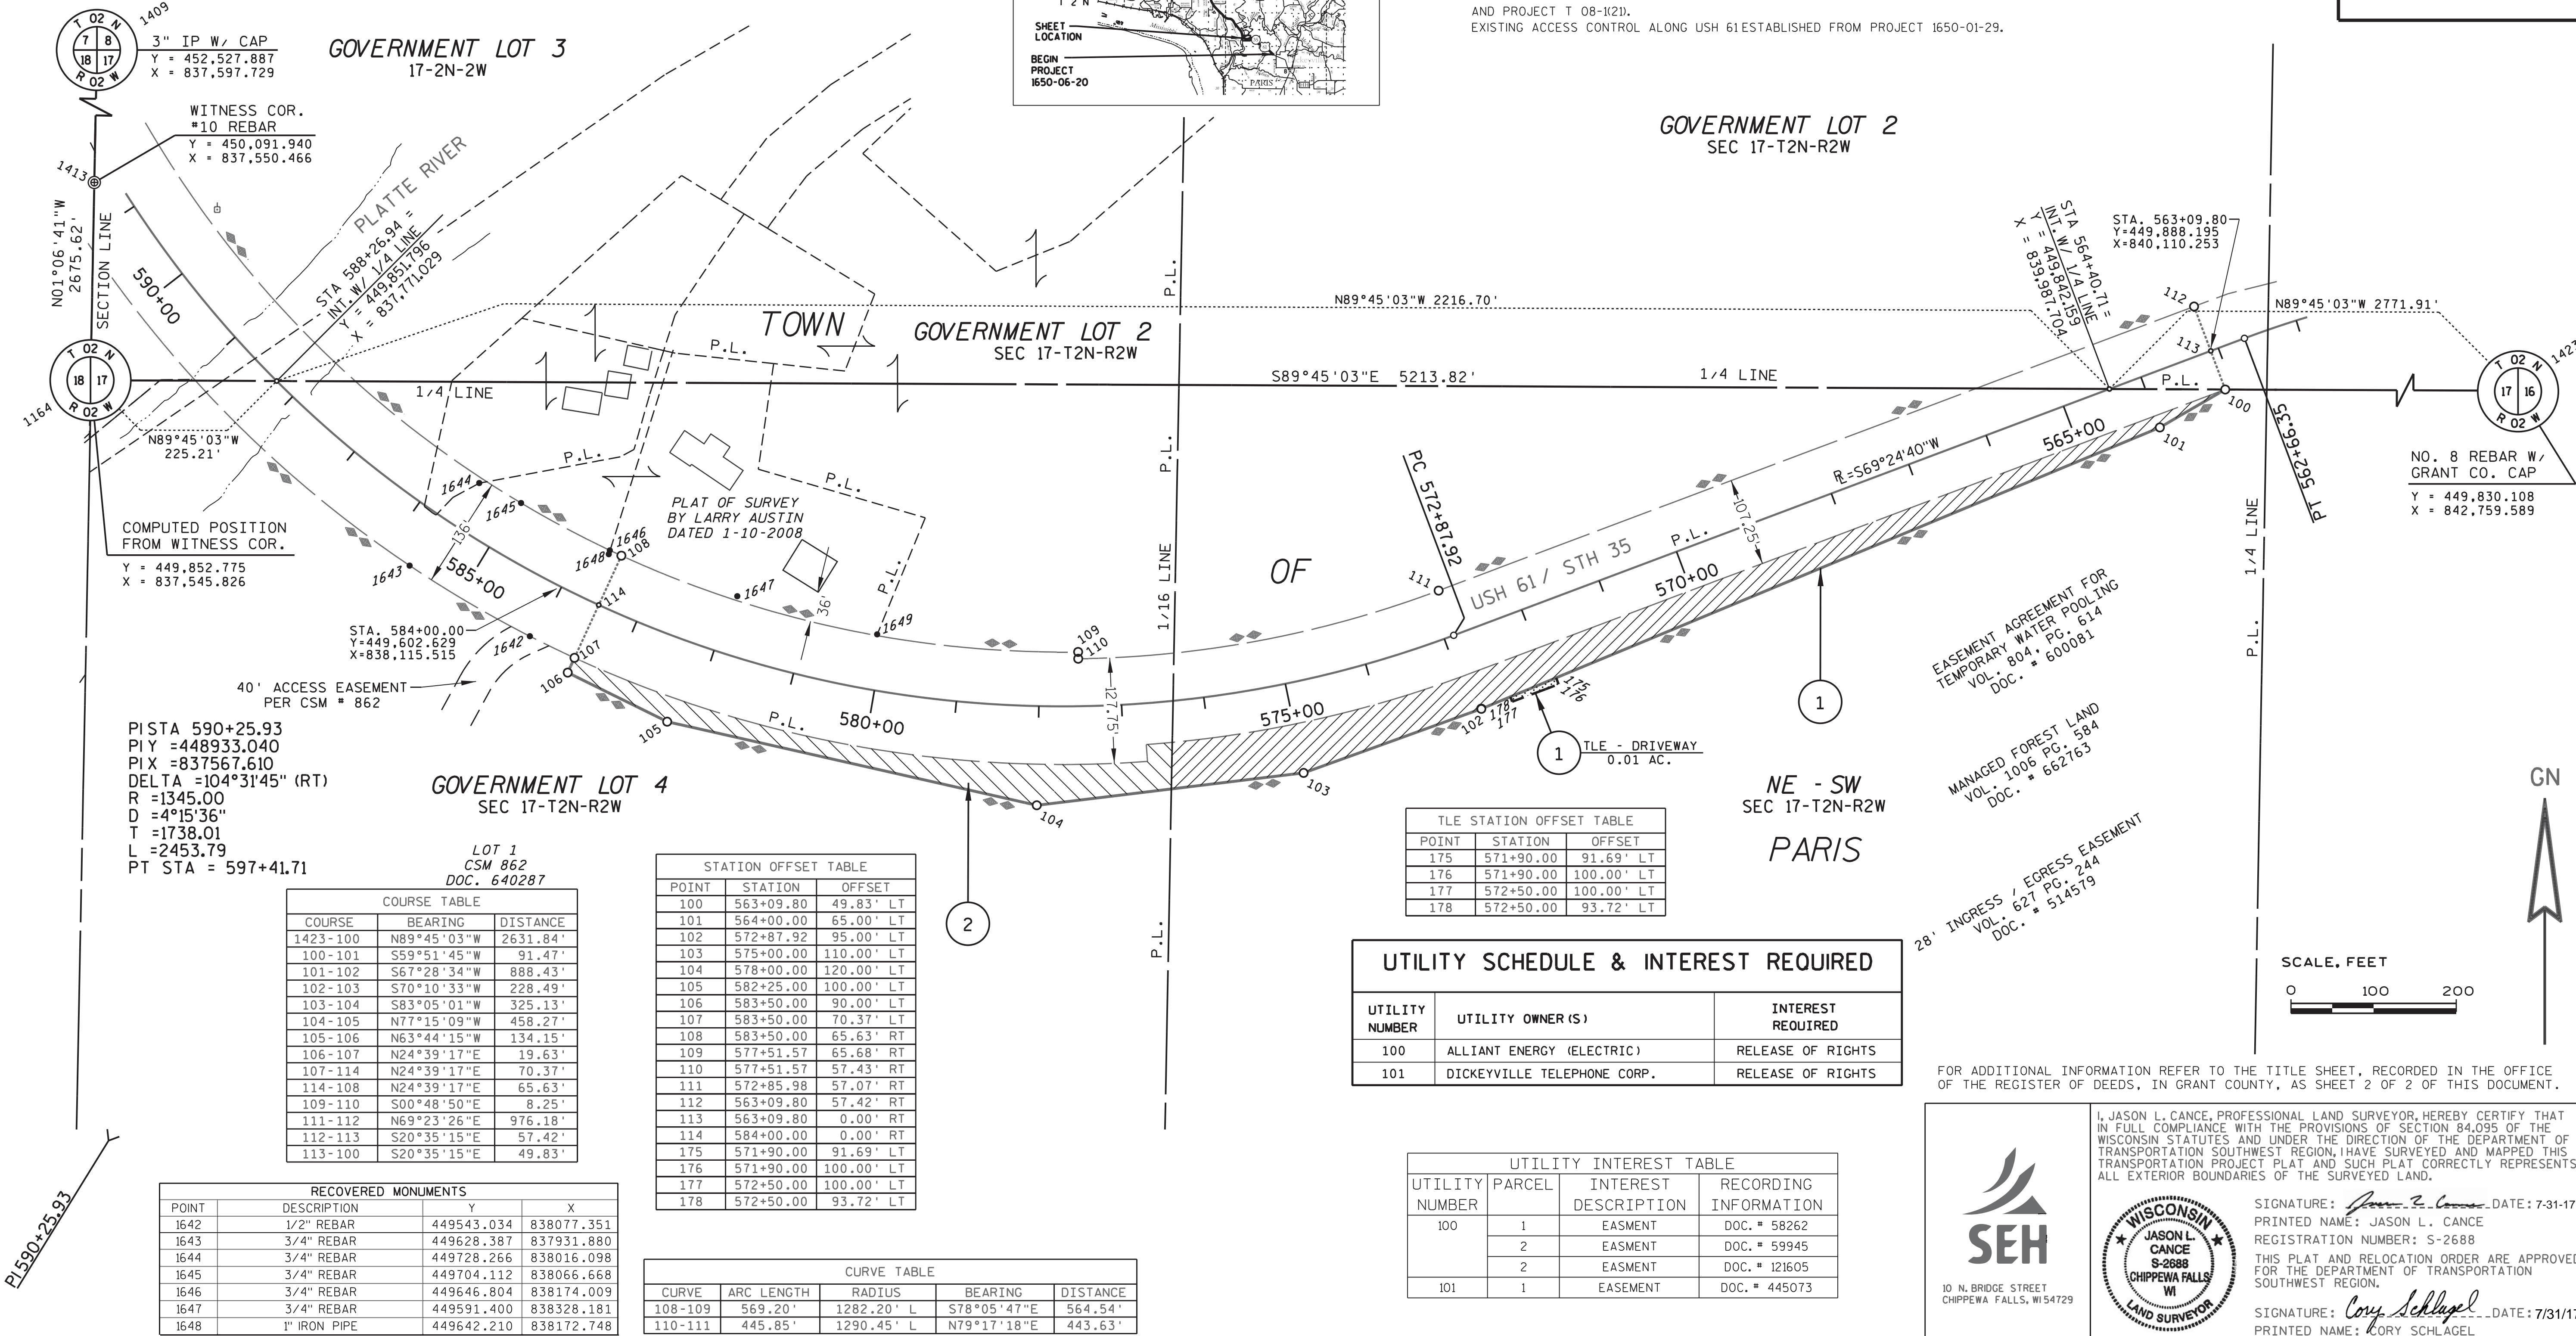 AND PROJECT T 08-1(21).
EXISTING ACCESS CONTROL ALONG USH 61 ESTABLISHED FROM PROJECT 1650-01-29.
T 2 N
SHEET
LOCATION
BEGIN
PROJECT
1650-06-20
PARIS
T 02 N
7 8
18 17
R 02 W
1409
3" IP W/ CAP
Y = 452,527.887
X = 837,597.729
GOVERNMENT LOT 3
17-2N-2W
WITNESS COR.
#10 REBAR
Y = 450,091.940
X = 837,550.466
1413
N01°06'41"W
2675.62'
SECTION LINE
PLATTE RIVER
590+00
STA 588+26.94 =
INT. W/ 1/4 LINE
Y = 449,851.796
X = 837,771.029
GOVERNMENT LOT 2
SEC 17-T2N-R2W
STA 564+40.71 =
INT. W/ 1/4 LINE
Y = 449,842.159
X = 839,987.704
STA. 563+09.80
Y=449,888.195
X=840,110.253
112
113
N89°45'03"W 2216.70'
N89°45'03"W 2771.91'
TOWN
GOVERNMENT LOT 2
SEC 17-T2N-R2W
P.L.
P.L.
T 02 N
18 17
R 02 W
1164
1/4 LINE
S89°45'03"E 5213.82'
1/4 LINE
P.L.
100
101
T 02 N
17 16
R 02 W
NO. 8 REBAR W/
GRANT CO. CAP
Y = 449,830.108
X = 842,759.589
PT 562+66.35
N89°45'03"W
225.21'
COMPUTED POSITION
FROM WITNESS COR.
Y = 449,852.775
X = 837,545.826
P.L.
P.L.
P.L.
P.L.
PLAT OF SURVEY
BY LARRY AUSTIN
DATED 1-10-2008
1644
1645
136'
1646
1648
108
1643
585+00
1647
36'
1649
114
STA. 584+00.00
Y=449,602.629
X=838,115.515
1642
107
106
40' ACCESS EASEMENT
PER CSM # 862
105
P.L.
580+00
109
110
127.75'
1/16 LINE
OF
PC 572+87.92
111
USH 61 / STH 35
P.L.
107.25'
R/L=S69°24'40"W
565+00
570+00
575+00
175
176
102
178
177
103
104
1
1
TLE - DRIVEWAY
0.01 AC.
2
1/4 LINE
P.L.
P.L.
EASEMENT AGREEMENT FOR
TEMPORARY WATER POOLING
VOL. 804, PG. 614
DOC. # 600081
MANAGED FOREST LAND
VOL. 1006 PG. 584
DOC. # 662763
28' INGRESS / EGRESS EASEMENT
VOL. 627 PG. 244
DOC. # 514579
GN
PI STA 590+25.93
PI Y =448933.040
PI X =837567.610
DELTA =104°31'45" (RT)
R =1345.00
D =4°15'36"
T =1738.01
L =2453.79
PT STA = 597+41.71
PI 590+25.93
GOVERNMENT LOT 4
SEC 17-T2N-R2W
LOT 1
CSM 862
DOC. 640287
NE - SW
SEC 17-T2N-R2W
PARIS
COURSE TABLE
COURSE BEARING DISTANCE
1423-100 N89°45'03"W 2631.84'
100-101 S59°51'45"W 91.47'
101-102 S67°28'34"W 888.43'
102-103 S70°10'33"W 228.49'
103-104 S83°05'01"W 325.13'
104-105 N77°15'09"W 458.27'
105-106 N63°44'15"W 134.15'
106-107 N24°39'17"E 19.63'
107-114 N24°39'17"E 70.37'
114-108 N24°39'17"E 65.63'
109-110 S00°48'50"E 8.25'
111-112 N69°23'26"E 976.18'
112-113 S20°35'15"E 57.42'
113-100 S20°35'15"E 49.83'
STATION OFFSET TABLE
POINT STATION OFFSET
100 563+09.80 49.83' LT
101 564+00.00 65.00' LT
102 572+87.92 95.00' LT
103 575+00.00 110.00' LT
104 578+00.00 120.00' LT
105 582+25.00 100.00' LT
106 583+50.00 90.00' LT
107 583+50.00 70.37' LT
108 583+50.00 65.63' RT
109 577+51.57 65.68' RT
110 577+51.57 57.43' RT
111 572+85.98 57.07' RT
112 563+09.80 57.42' RT
113 563+09.80 0.00' RT
114 584+00.00 0.00' RT
175 571+90.00 91.69' LT
176 571+90.00 100.00' LT
177 572+50.00 100.00' LT
178 572+50.00 93.72' LT
TLE STATION OFFSET TABLE
POINT STATION OFFSET
175 571+90.00 91.69' LT
176 571+90.00 100.00' LT
177 572+50.00 100.00' LT
178 572+50.00 93.72' LT
UTILITY SCHEDULE & INTEREST REQUIRED
UTILITY NUMBER UTILITY OWNER(S) INTEREST REQUIRED
100 ALLIANT ENERGY (ELECTRIC) RELEASE OF RIGHTS
101 DICKEYVILLE TELEPHONE CORP. RELEASE OF RIGHTS
SCALE, FEET
0 100 200
RECOVERED MONUMENTS
POINT DESCRIPTION Y X
1642 1/2" REBAR 449543.034 838077.351
1643 3/4" REBAR 449628.387 837931.880
1644 3/4" REBAR 449728.266 838016.098
1645 3/4" REBAR 449704.112 838066.668
1646 3/4" REBAR 449646.804 838174.009
1647 3/4" REBAR 449591.400 838328.181
1648 1" IRON PIPE 449642.210 838172.748
CURVE TABLE
CURVE ARC LENGTH RADIUS BEARING DISTANCE
108-109 569.20' 1282.20' L S78°05'47"E 564.54'
110-111 445.85' 1290.45' L N79°17'18"E 443.63'
UTILITY INTEREST TABLE
UTILITY NUMBER PARCEL INTEREST DESCRIPTION RECORDING INFORMATION
100 1 EASMENT DOC. # 58262
2 EASMENT DOC. # 59945
2 EASMENT DOC. # 121605
101 1 EASEMENT DOC. # 445073
FOR ADDITIONAL INFORMATION REFER TO THE TITLE SHEET, RECORDED IN THE OFFICE
OF THE REGISTER OF DEEDS, IN GRANT COUNTY, AS SHEET 2 OF 2 OF THIS DOCUMENT.
SEH
10 N. BRIDGE STREET
CHIPPEWA FALLS, WI 54729
I, JASON L. CANCE, PROFESSIONAL LAND SURVEYOR, HEREBY CERTIFY THAT
IN FULL COMPLIANCE WITH THE PROVISIONS OF SECTION 84.095 OF THE
WISCONSIN STATUTES AND UNDER THE DIRECTION OF THE DEPARTMENT OF
TRANSPORTATION SOUTHWEST REGION, I HAVE SURVEYED AND MAPPED THIS
TRANSPORTATION PROJECT PLAT AND SUCH PLAT CORRECTLY REPRESENTS
ALL EXTERIOR BOUNDARIES OF THE SURVEYED LAND.
WISCONSIN
JASON L.
CANCE
S-2688
CHIPPEWA FALLS
WI
LAND SURVEYOR
SIGNATURE: DATE: 7-31-17
PRINTED NAME: JASON L. CANCE
REGISTRATION NUMBER: S-2688
THIS PLAT AND RELOCATION ORDER ARE APPROVED
FOR THE DEPARTMENT OF TRANSPORTATION
SOUTHWEST REGION.
SIGNATURE: Cory Schlagel DATE: 7/31/17
PRINTED NAME: CORY SCHLAGEL